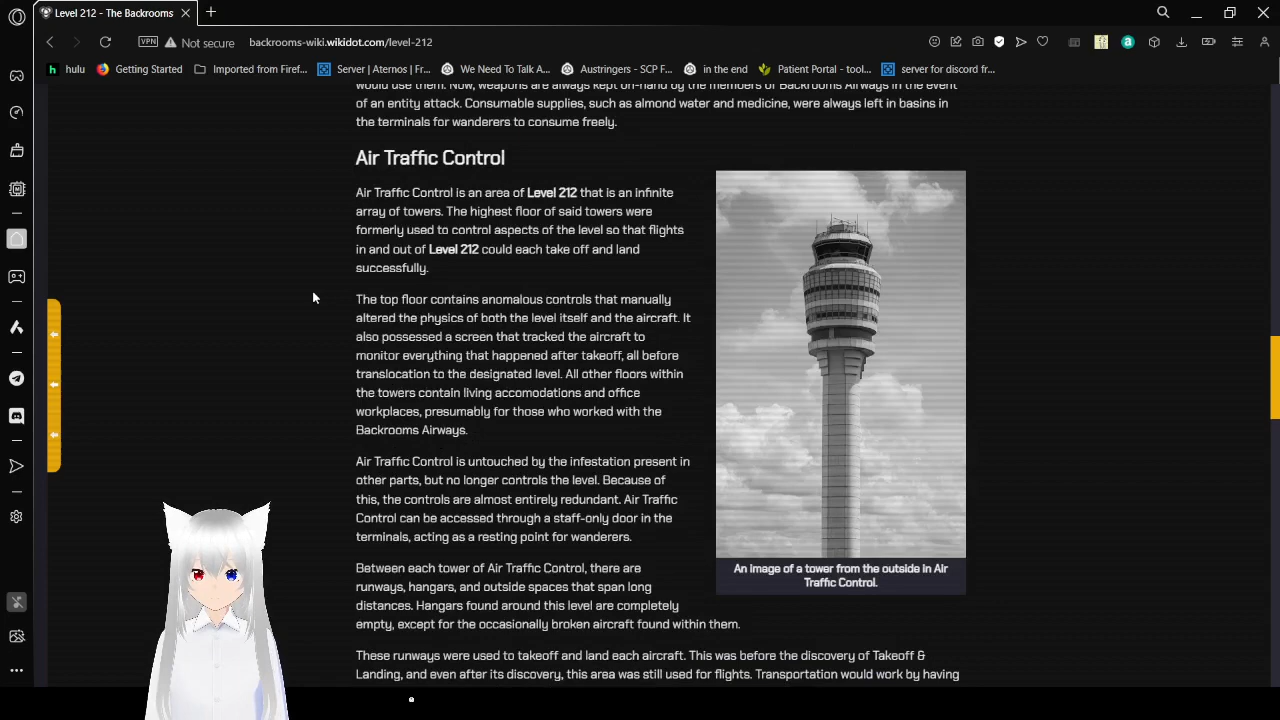 Level 212 - The Backrooms
VPN
Not secure
backrooms-wiki.wikidot.com/level-212
hulu
Getting Started
Imported from Firef...
Server | Aternos | Fr...
We Need To Talk A...
Austringers - SCP F...
in the end
Patient Portal - tool...
server for discord fr...
would use them. Now, weapons are always kept on-hand by the members of Backrooms Airways in the event
of an entity attack. Consumable supplies, such as almond water and medicine, were always left in basins in
the terminals for wanderers to consume freely.
Air Traffic Control
Air Traffic Control is an area of Level 212 that is an infinite
array of towers. The highest floor of said towers were
formerly used to control aspects of the level so that flights
in and out of Level 212 could each take off and land
successfully.
The top floor contains anomalous controls that manually
altered the physics of both the level itself and the aircraft. It
also possessed a screen that tracked the aircraft to
monitor everything that happened after takeoff, all before
translocation to the designated level. All other floors within
the towers contain living accomodations and office
workplaces, presumably for those who worked with the
Backrooms Airways.
Air Traffic Control is untouched by the infestation present in
other parts, but no longer controls the level. Because of
this, the controls are almost entirely redundant. Air Traffic
Control can be accessed through a staff-only door in the
terminals, acting as a resting point for wanderers.
Between each tower of Air Traffic Control, there are
runways, hangars, and outside spaces that span long
distances. Hangars found around this level are completely
empty, except for the occasionally broken aircraft found within them.
These runways were used to takeoff and land each aircraft. This was before the discovery of Takeoff &
Landing, and even after its discovery, this area was still used for flights. Transportation would work by having
An image of a tower from the outside in Air
Traffic Control.